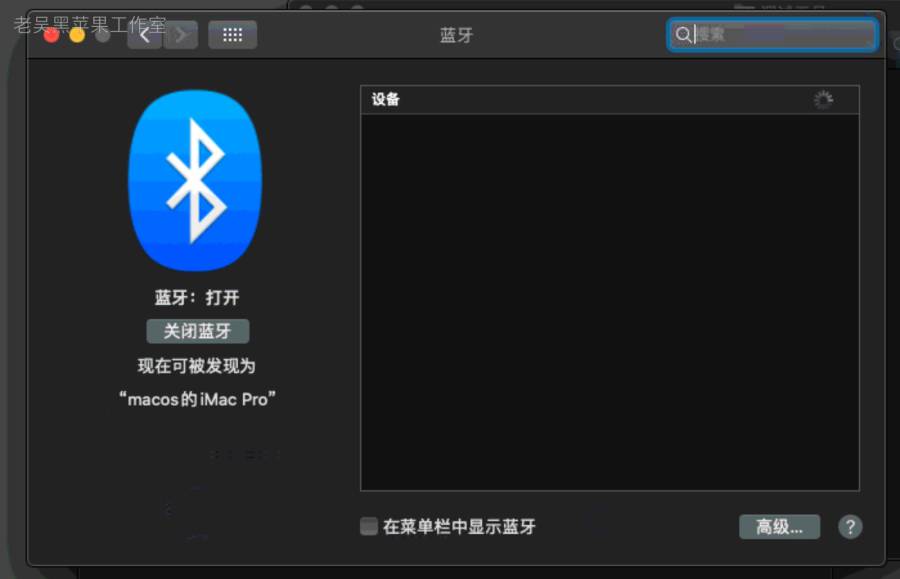 老吴黑苹果工作室
蓝牙
搜索
设备
蓝牙：打开
关闭蓝牙
现在可被发现为
“macos的iMac Pro”
在菜单栏中显示蓝牙
高级...
?